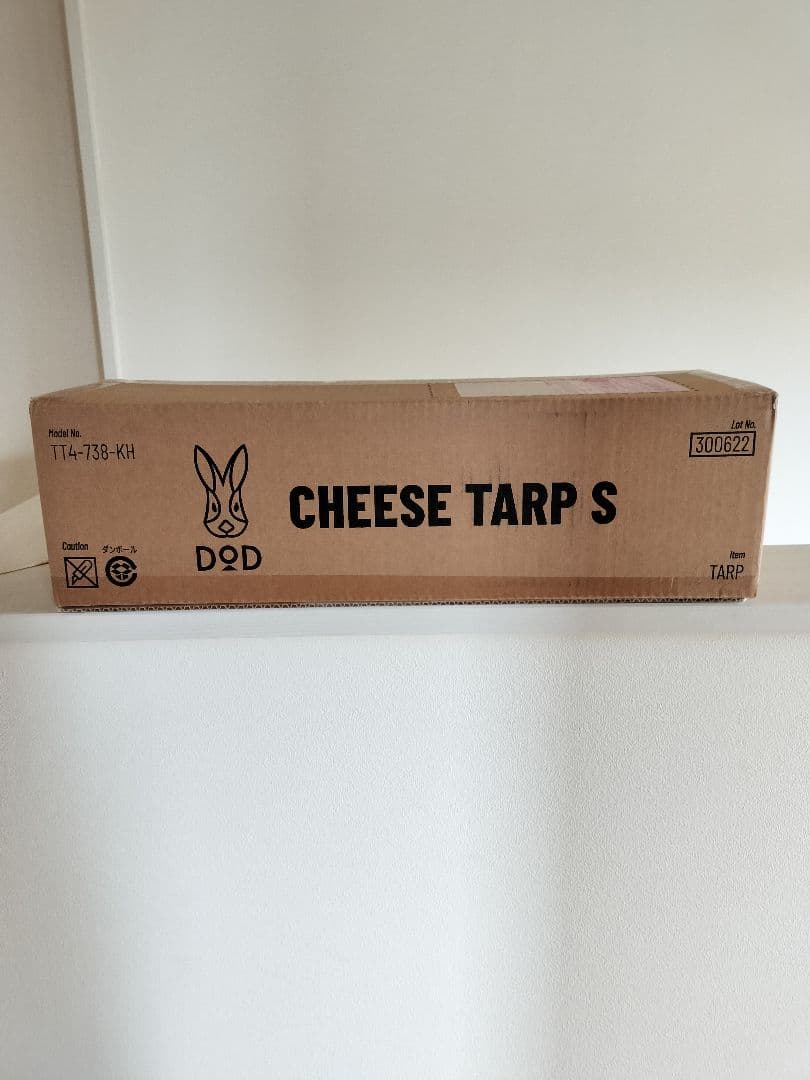 Model No.
TT4-738-KH
Lot No.
300622
DOD
CHEESE TARP S
Caution
ダンボール
Item
TARP